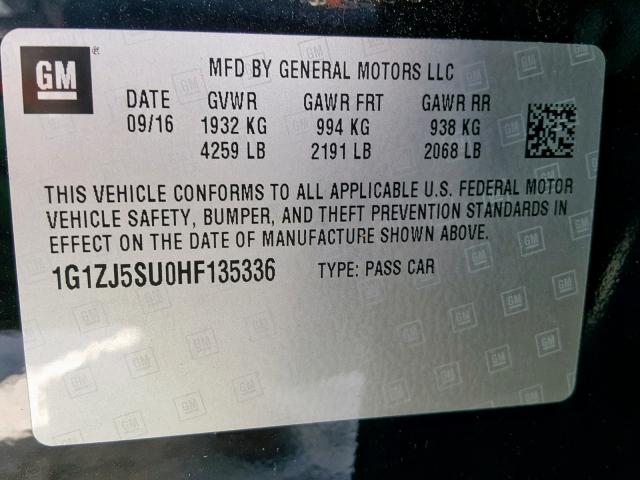 GM ®
MFD BY GENERAL MOTORS LLC
DATE GVWR GAWR FRT GAWR RR
09/16 1932 KG 994 KG 938 KG
4259 LB 2191 LB 2068 LB
THIS VEHICLE CONFORMS TO ALL APPLICABLE U.S. FEDERAL MOTOR
VEHICLE SAFETY, BUMPER, AND THEFT PREVENTION STANDARDS IN
EFFECT ON THE DATE OF MANUFACTURE SHOWN ABOVE.
1G1ZJ5SU0HF135336 TYPE: PASS CAR